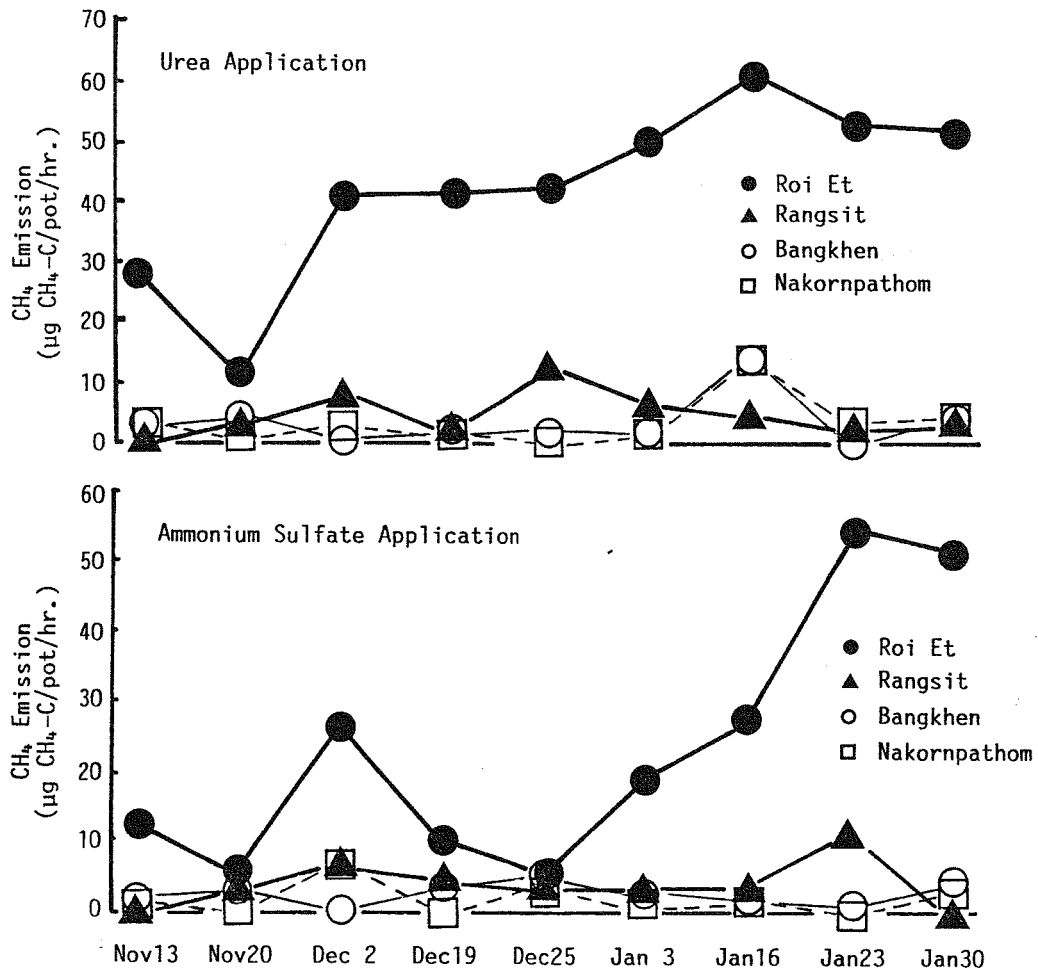 70
60
50
40
30
20
10
0
CH₄ Emission
(µg CH₄-C/pot/hr.)
Urea Application
Roi Et
Rangsit
Bangkhen
Nakornpathom
60
50
40
30
20
10
0
CH₄ Emission
(µg CH₄-C/pot/hr.)
Ammonium Sulfate Application
Roi Et
Rangsit
Bangkhen
Nakornpathom
Nov13 Nov20 Dec 2 Dec19 Dec25 Jan 3 Jan16 Jan23 Jan30